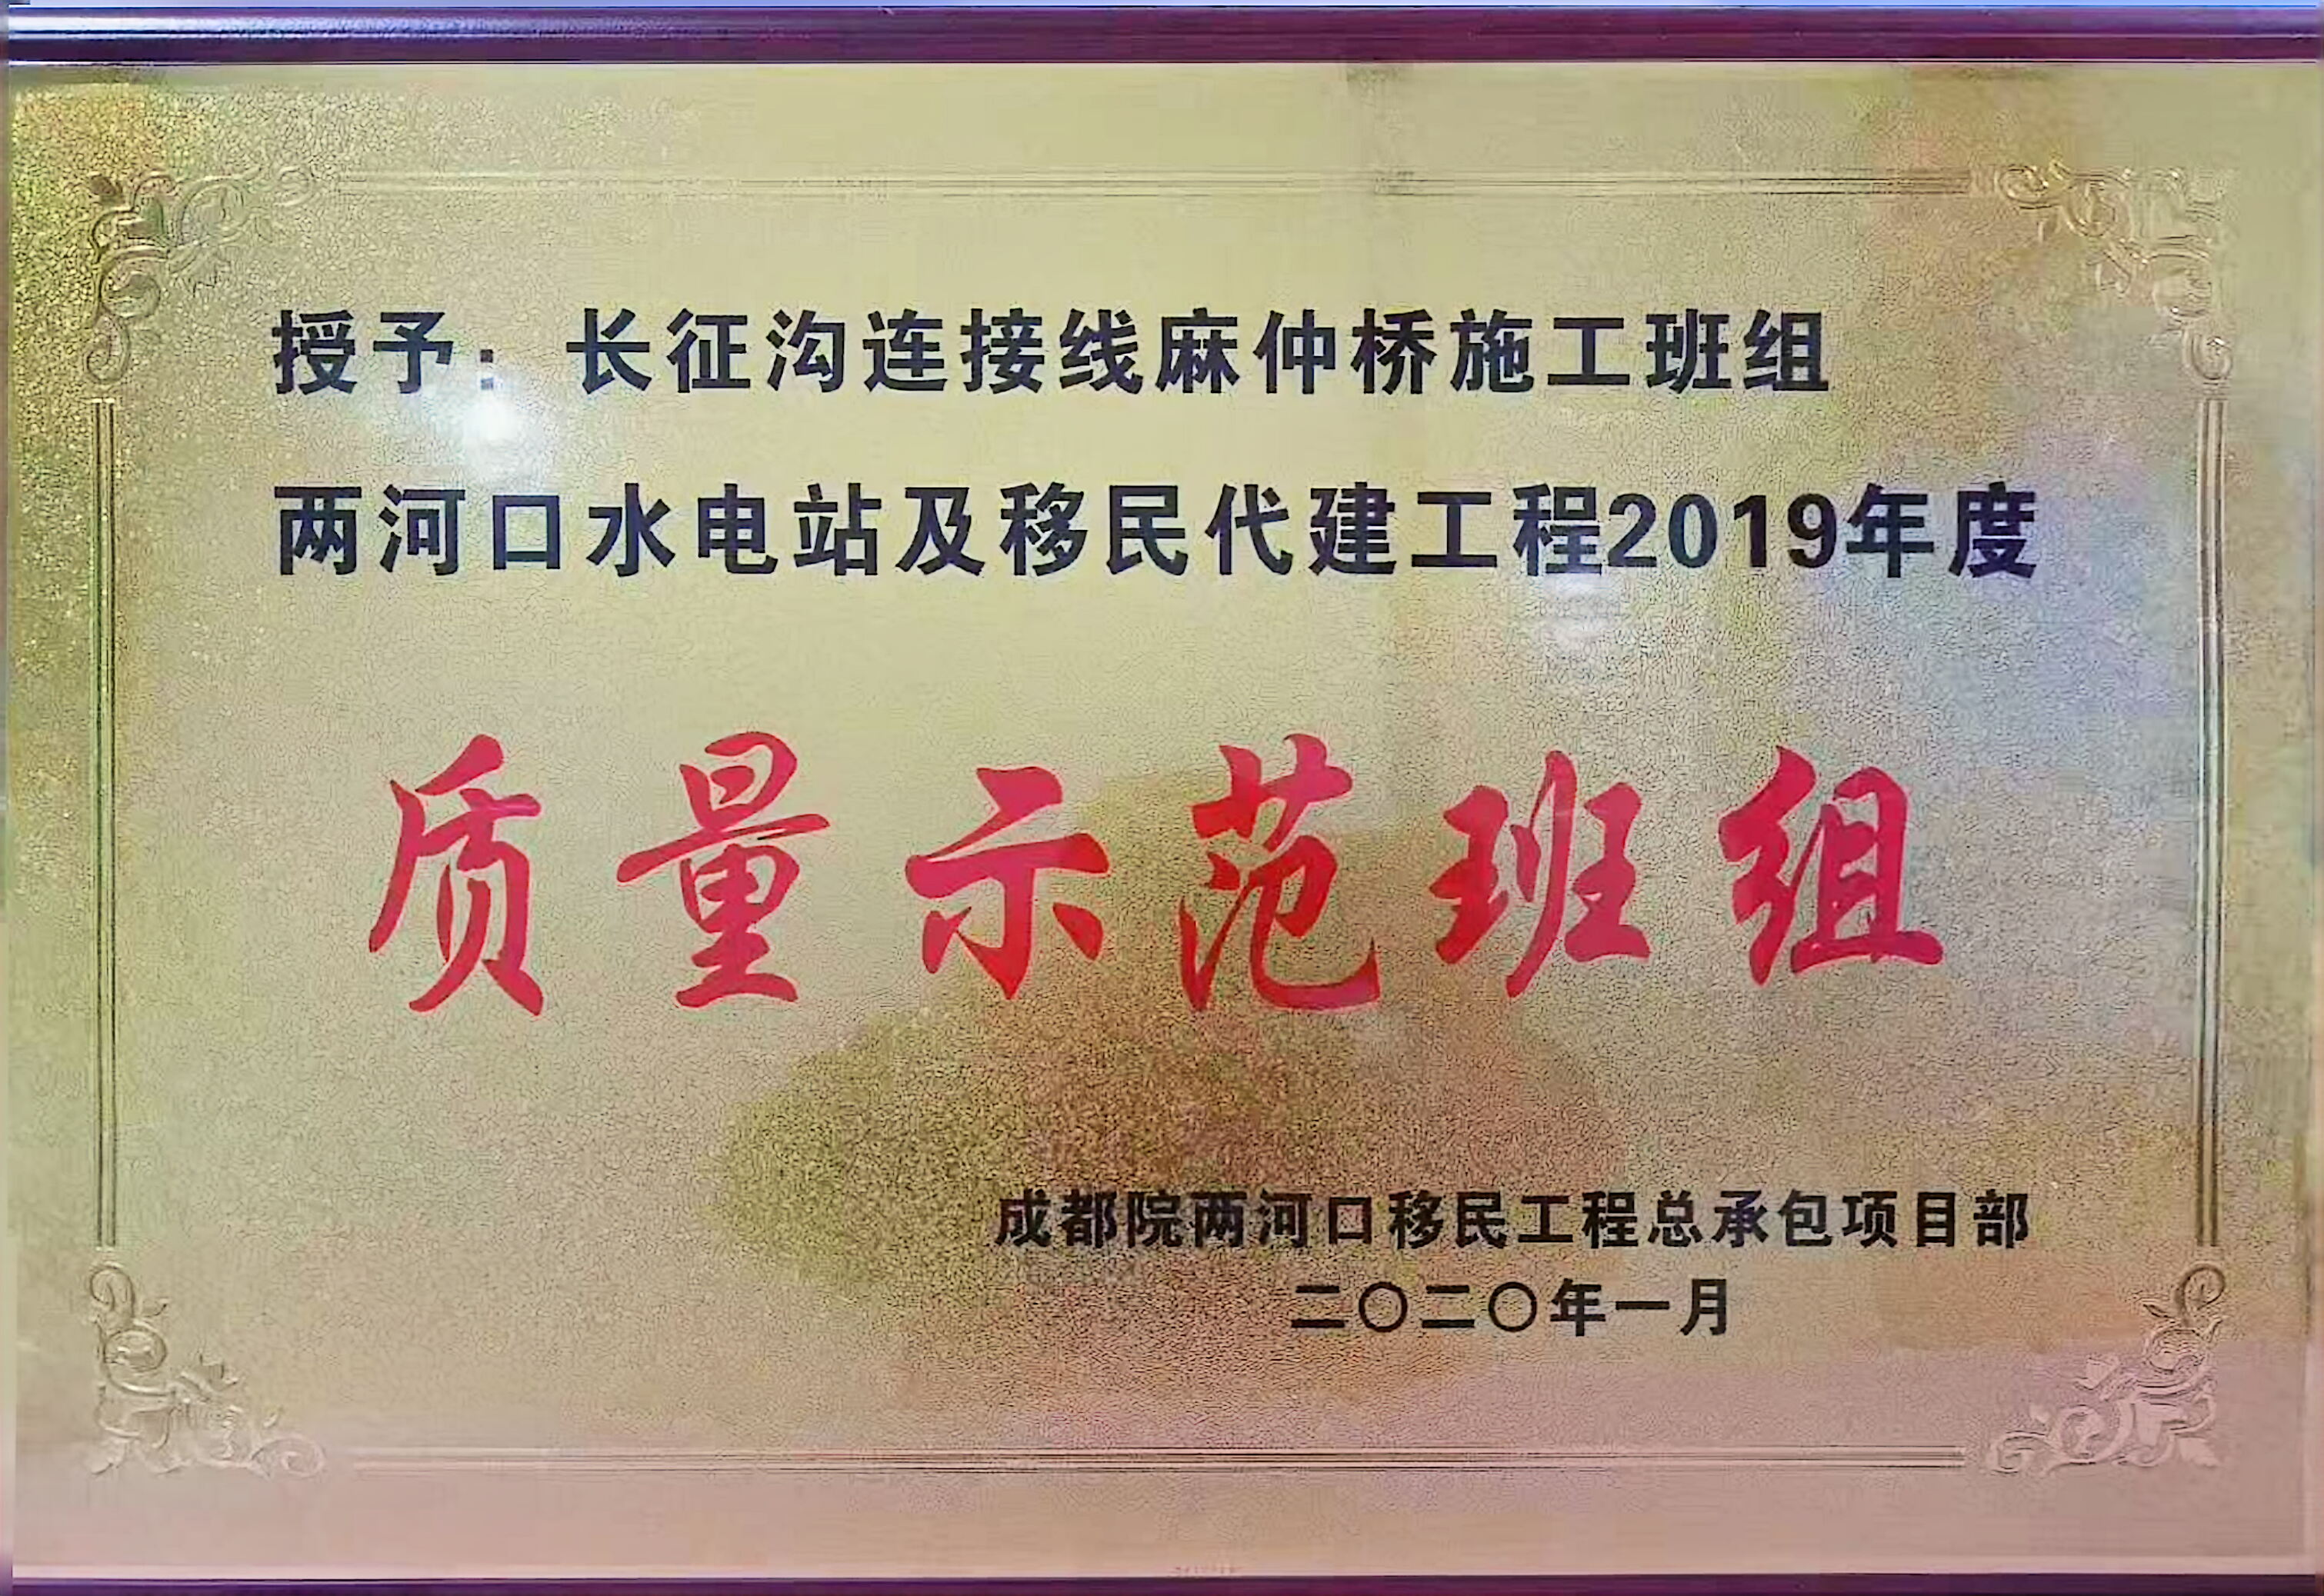 授予：长征沟连接线麻仲桥施工班组
两河口水电站及移民代建工程2019年度
质量示范班组
成都院两河口移民工程总承包项目部
二〇二〇年一月